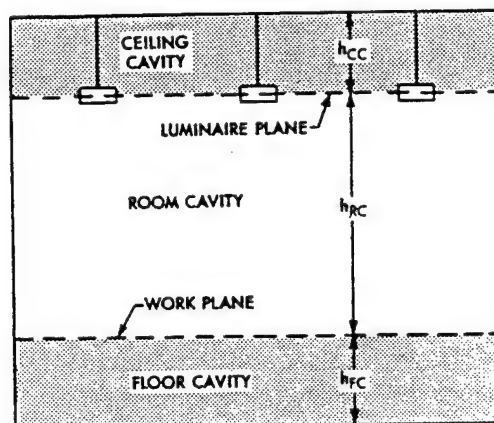 CEILING
CAVITY
hCC
LUMINAIRE PLANE
ROOM CAVITY
hRC
WORK PLANE
FLOOR CAVITY
hFC